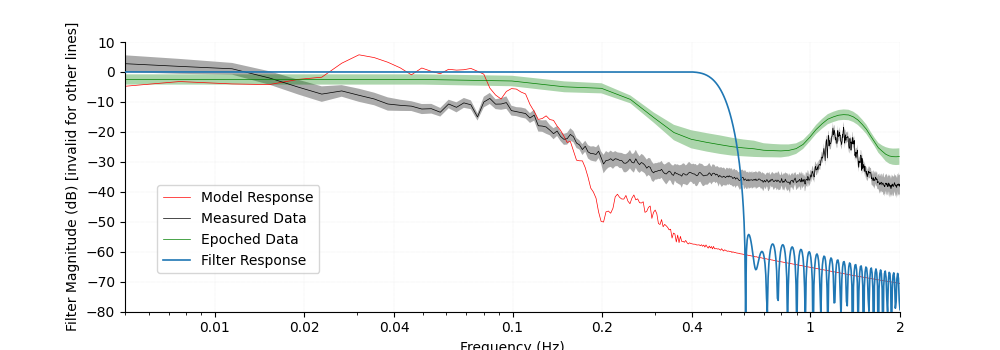 Filter Magnitude (dB) [invalid for other lines]
10
0
−10
−20
−30
−40
−50
−60
−70
−80
Model Response
Measured Data
Epoched Data
Filter Response
0.01 0.02 0.04 0.1 0.2 0.4 1 2
Frequency (Hz)